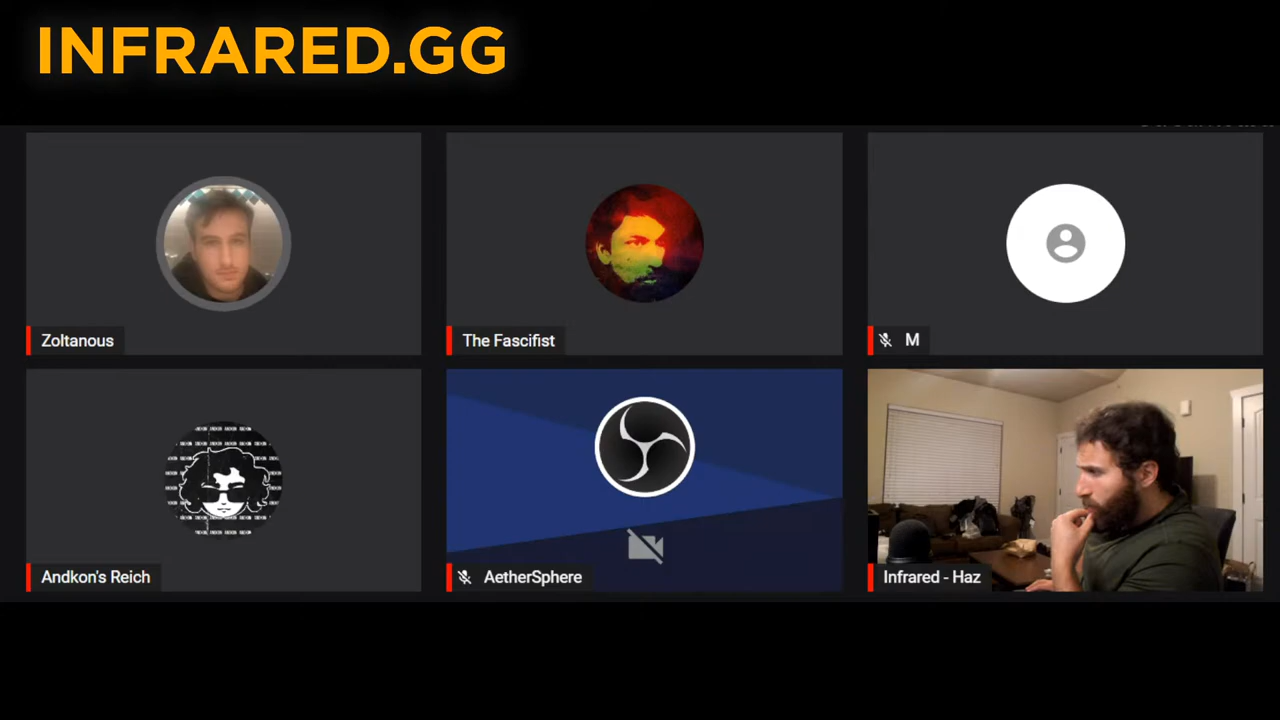 INFRARED.GG
Zoltanous
The Fascifist
M
Andkon's Reich
AetherSphere
Infrared - Haz